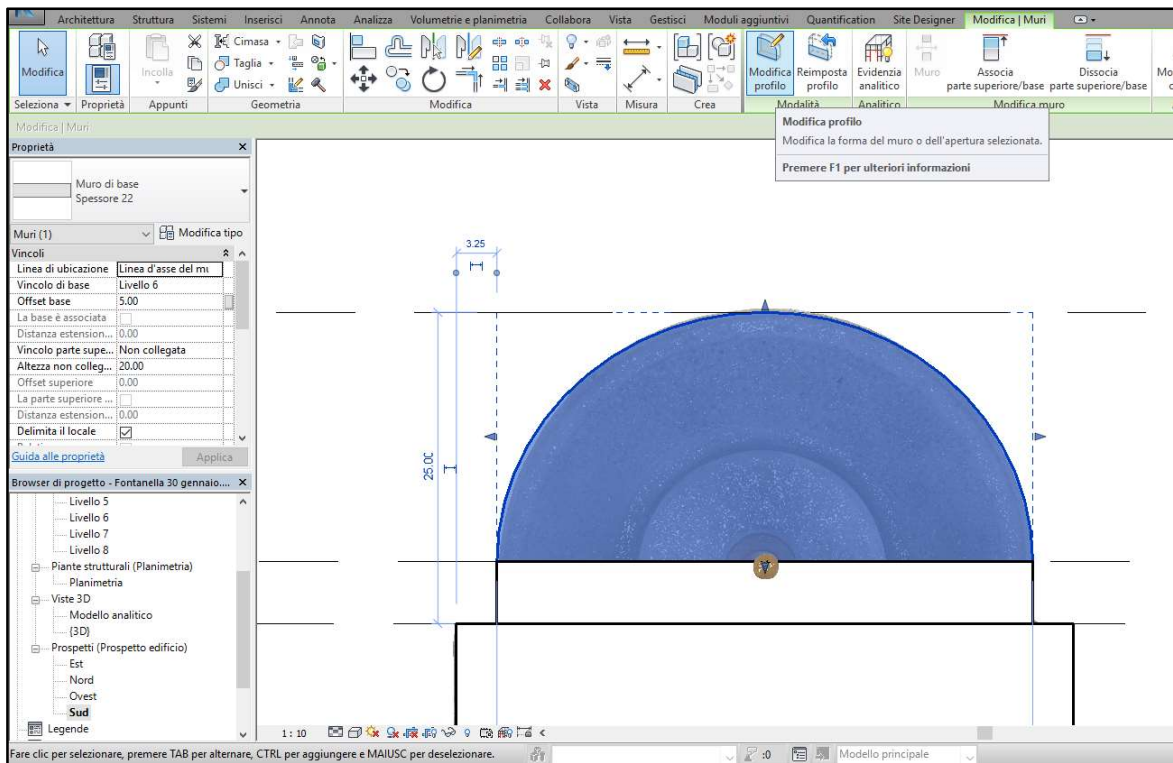 Architettura Struttura Sistemi Inserisci Annota Analizza Volumetrie e planimetria Collabora Vista Gestisci Moduli aggiuntivi Quantification Site Designer Modifica | Muri
Cimasa
Taglia
Unisci
Modifica
Incolla
Modifica profilo
Reimposta profilo
Evidenzia analitico
Muro
Associa parte superiore/base
Dissocia parte superiore/base
Seleziona Proprietà Appunti Geometria Modifica Vista Misura Crea Modalità Analitico Modifica muro
Modifica | Muri
Modifica profilo
Modifica la forma del muro o dell'apertura selezionata.
Premere F1 per ulteriori informazioni
Proprietà
Muro di base
Spessore 22
Muri (1) Modifica tipo
Vincoli
Linea di ubicazione Linea d'asse del mu
Vincolo di base Livello 6
Offset base 5.00
La base è associata
Distanza estension... 0.00
Vincolo parte supe... Non collegata
Altezza non colleg... 20.00
Offset superiore 0.00
La parte superiore ...
Distanza estension... 0.00
Delimita il locale
Guida alle proprietà Applica
Browser di progetto - Fontanella 30 gennaio....
Livello 5
Livello 6
Livello 7
Livello 8
Piante strutturali (Planimetria)
Planimetria
Viste 3D
Modello analitico
{3D}
Prospetti (Prospetto edificio)
Est
Nord
Ovest
Sud
Legende
3.25
25.00
1 : 10
Fare clic per selezionare, premere TAB per alternare, CTRL per aggiungere e MAIUSC per deselezionare.
:0
Modello principale